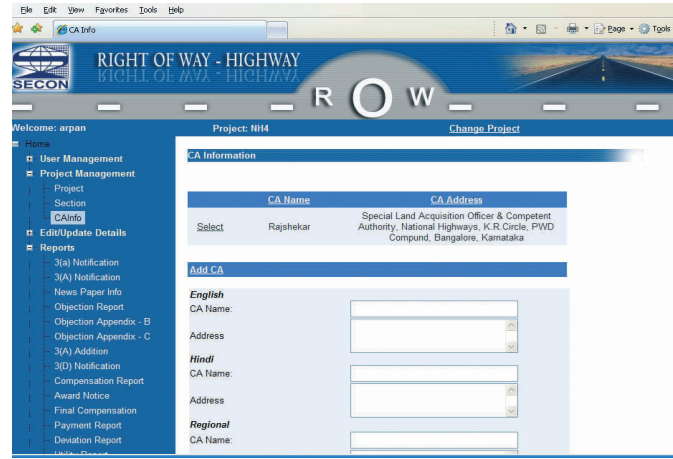 File Edit View Favorites Tools Help
CA Info
Page Tools
SECON
RIGHT OF WAY - HIGHWAY
ROW
Welcome: arpan Project: NH4 Change Project
Home
User Management
Project Management
Project
Section
CAInfo
Edit/Update Details
Reports
3(a) Notification
3(A) Notification
News Paper Info
Objection Report
Objection Appendix - B
Objection Appendix - C
3(A) Addition
3(D) Notification
Compensation Report
Award Notice
Final Compensation
Payment Report
Deviation Report
Utility Report
CA Information
CA Name CA Address
Select Rajshekar Special Land Acquisition Officer & Competent
Authority, National Highways, K.R.Circle, PWD
Compund, Bangalore, Karnataka
Add CA
English
CA Name:
Address
Hindi
CA Name:
Address
Regional
CA Name: